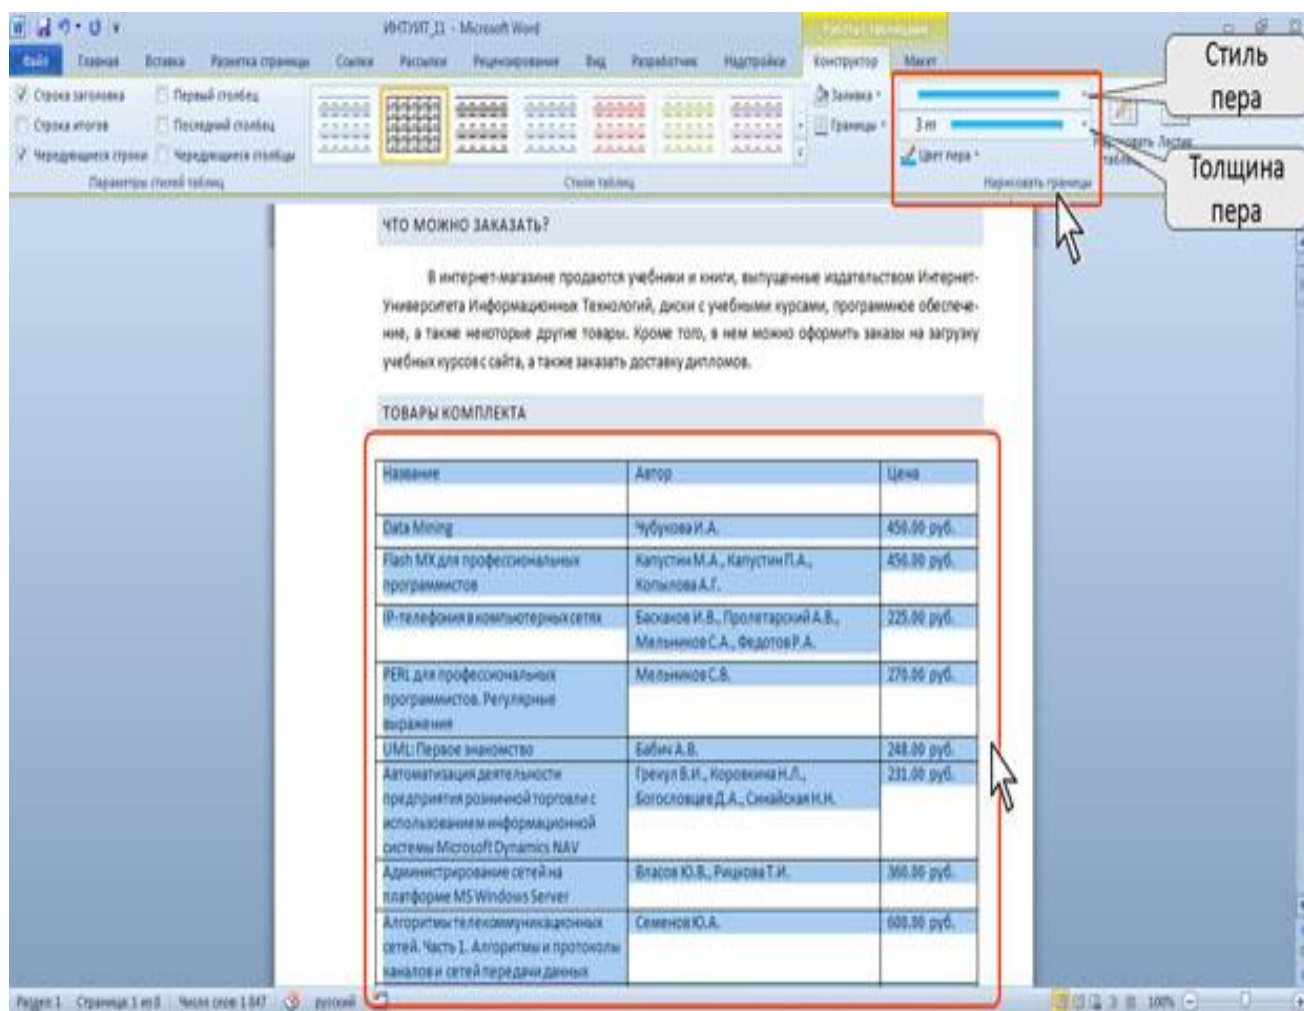 ИНТУИТ_11 - Microsoft Word
Работа с таблицами
Файл Главная Вставка Разметка страницы Ссылки Рассылки Рецензирование Вид Разработчик Надстройки Конструктор Макет
Стиль
пера
Строка заголовка Первый столбец
Строка итогов Последний столбец
Чередующиеся строки Чередующиеся столбцы
Параметры стилей таблиц
Стили таблиц
Заливка
Границы
3 пт
Цвет пера
Нарисовать границы
Толщина
пера
ЧТО МОЖНО ЗАКАЗАТЬ?
В интернет-магазине продаются учебники и книги, выпущенные издательством Интернет-
Университета Информационных Технологий, диски с учебными курсами, программное обеспече-
ние, а также некоторые другие товары. Кроме того, в нем можно оформить заказы на загрузку
учебных курсов с сайта, а также заказать доставку дипломов.
ТОВАРЫ КОМПЛЕКТА
Название Автор Цена
Data Mining Чубукова И.А. 450.00 руб.
Flash MX для профессиональных Капустин М.А., Капустин П.А., 450.00 руб.
программистов Копылова А.Г.
IP-телефония в компьютерных сетях Баскаков И.В., Пролетарский А.В., 225.00 руб.
Мельников С.А., Федотов Р.А.
PERL для профессиональных Мельников С.В. 270.00 руб.
программистов. Регулярные
выражения
UML: Первое знакомство Бабич А.В. 248.00 руб.
Автоматизация деятельности Грекул В.И., Коровкина Н.Л., 231.00 руб.
предприятия розничной торговли с Богословцев Д.А., Синайская Н.Н.
использованием информационной
системы Microsoft Dynamics NAV
Администрирование сетей на Власов Ю.В., Рицкова Т.И. 360.00 руб.
платформе MS Windows Server
Алгоритмы телекоммуникационных Семенов Ю.А. 600.00 руб.
сетей. Часть 1. Алгоритмы и протоколы
каналов и сетей передачи данных
Раздел 1 Страница: 1 из 8 Число слов: 1 847 русский 100%